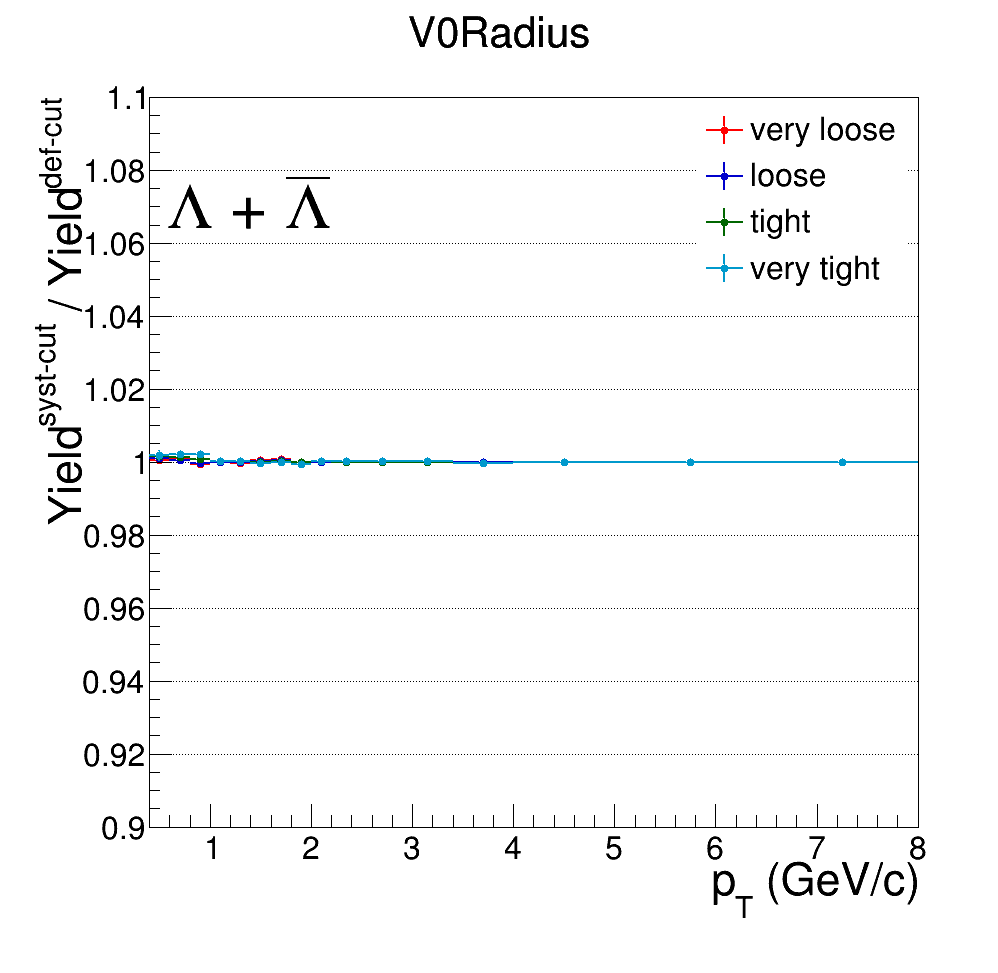 V0Radius
Yield^syst-cut / Yield^def-cut
Λ + Λ̅
very loose
loose
tight
very tight
1.1
1.08
1.06
1.04
1.02
1
0.98
0.96
0.94
0.92
0.9
1 2 3 4 5 6 7 8
p_T (GeV/c)